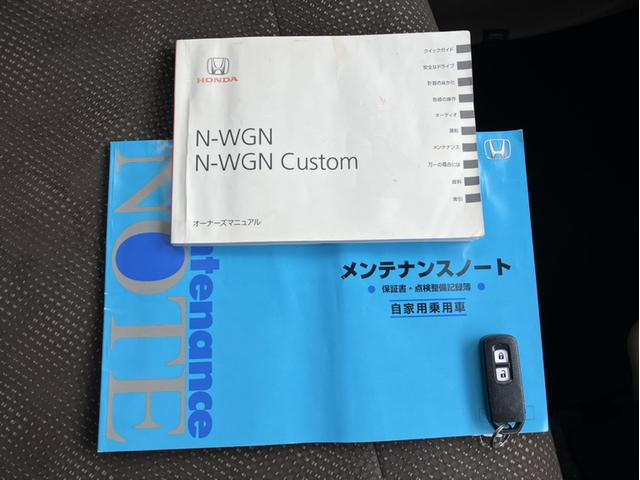 HONDA
N-WGN
N-WGN Custom
オーナーズマニュアル
クイックガイド
安全なドライブ
計器の見かた
各部の操作
オーディオ
運転
メンテナンス
万一の場合には
資料
索引
Maintenance
NOTE
メンテナンスノート
保証書・点検整備記録簿
自家用乗用車